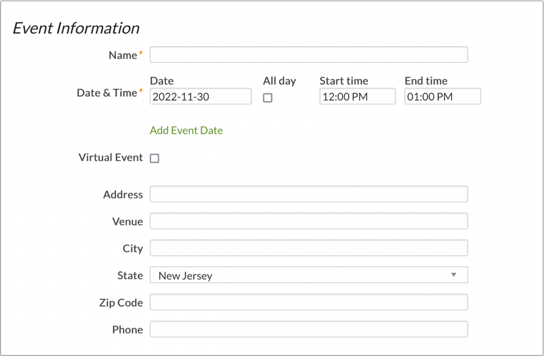 Event Information
Name*
Date & Time*
Date All day Start time End time
2022-11-30 12:00 PM 01:00 PM
Add Event Date
Virtual Event
Address
Venue
City
State New Jersey
Zip Code
Phone